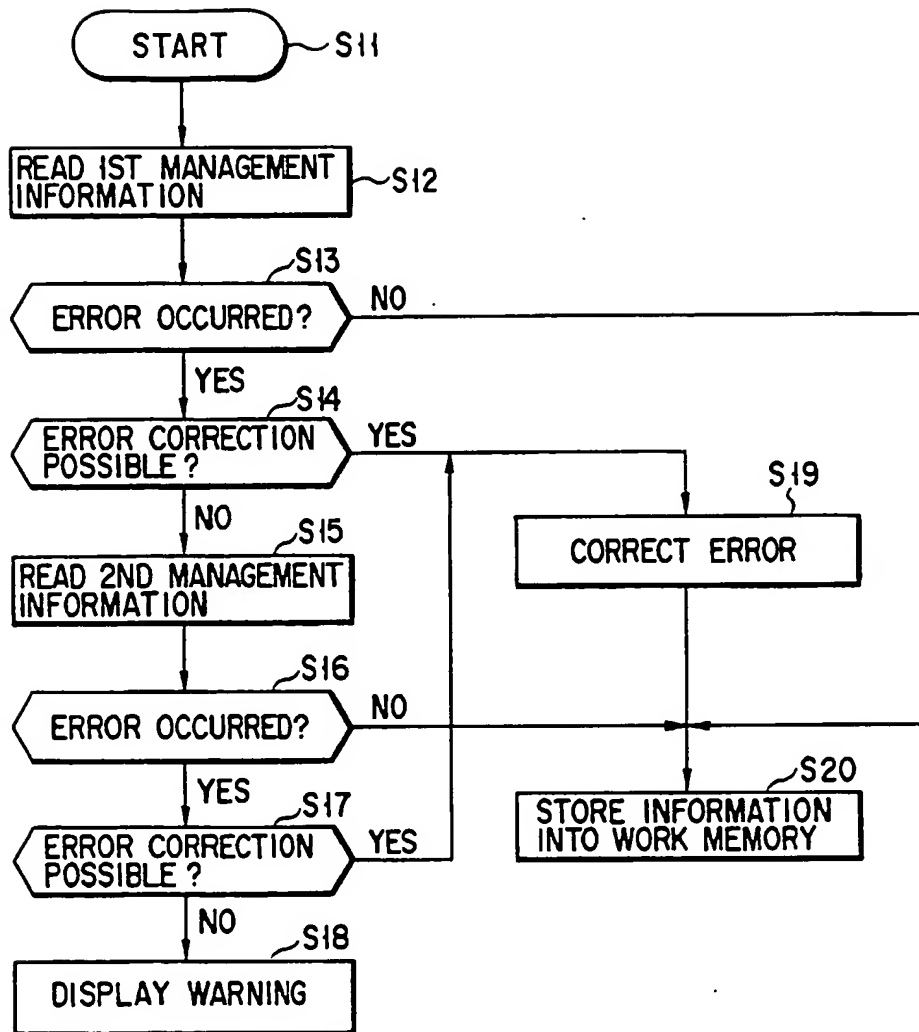 START
S11
READ 1ST MANAGEMENT
INFORMATION
S12
S13
ERROR OCCURRED?
NO
YES
S14
ERROR CORRECTION
POSSIBLE?
YES
NO
S19
CORRECT ERROR
S15
READ 2ND MANAGEMENT
INFORMATION
S16
ERROR OCCURRED?
NO
YES
S20
STORE INFORMATION
INTO WORK MEMORY
S17
ERROR CORRECTION
POSSIBLE?
YES
NO
S18
DISPLAY WARNING